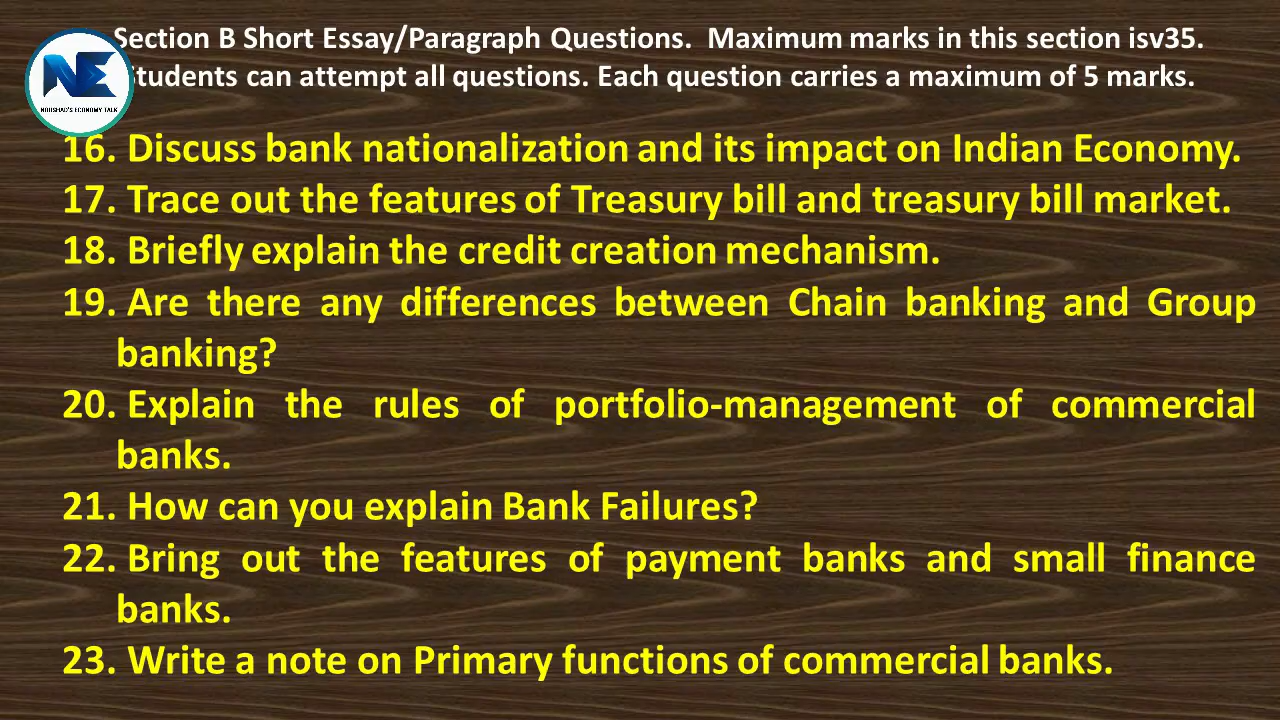 Section B Short Essay/Paragraph Questions. Maximum marks in this section isv35.
Students can attempt all questions. Each question carries a maximum of 5 marks.
NE
NOUSHAD'S ECONOMY TALK
16. Discuss bank nationalization and its impact on Indian Economy.
17. Trace out the features of Treasury bill and treasury bill market.
18. Briefly explain the credit creation mechanism.
19. Are there any differences between Chain banking and Group
banking?
20. Explain the rules of portfolio-management of commercial
banks.
21. How can you explain Bank Failures?
22. Bring out the features of payment banks and small finance
banks.
23. Write a note on Primary functions of commercial banks.